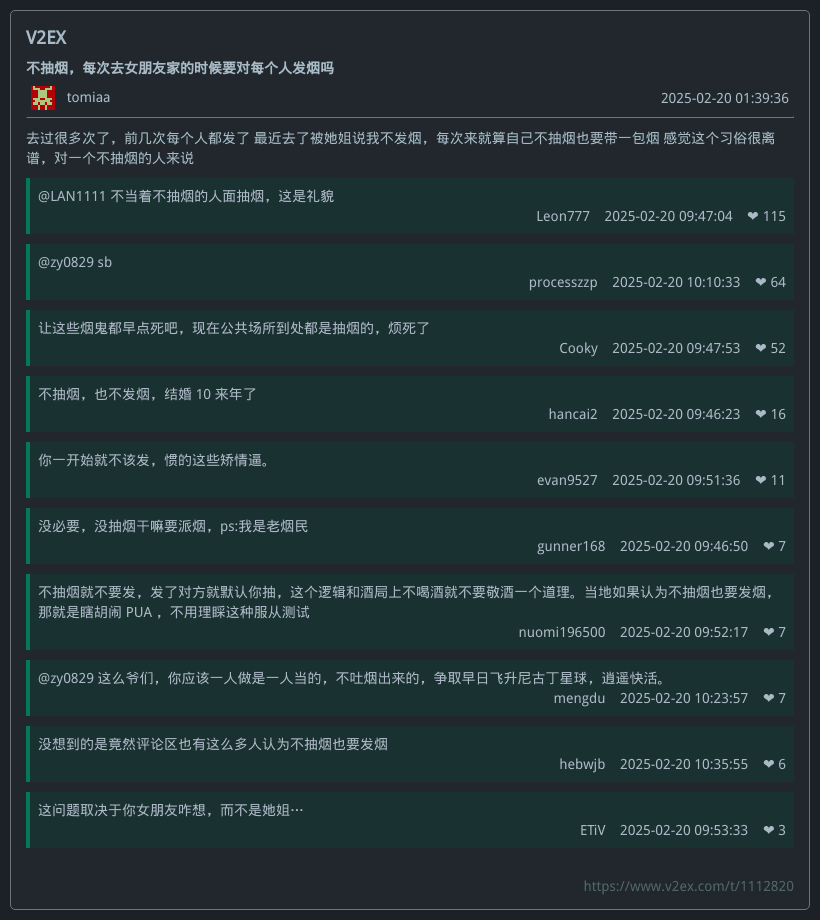 V2EX
不抽烟，每次去女朋友家的时候要对每个人发烟吗
tomiaa 2025-02-20 01:39:36
去过很多次了，前几次每个人都发了 最近去了被她姐说我不发烟，每次来就算自己不抽烟也要带一包烟 感觉这个习俗很离
谱，对一个不抽烟的人来说
@LAN1111 不当着不抽烟的人面抽烟，这是礼貌
Leon777 2025-02-20 09:47:04 ❤ 115
@zy0829 sb
processzzp 2025-02-20 10:10:33 ❤ 64
让这些烟鬼都早点死吧，现在公共场所到处都是抽烟的，烦死了
Cooky 2025-02-20 09:47:53 ❤ 52
不抽烟，也不发烟，结婚 10 来年了
hancai2 2025-02-20 09:46:23 ❤ 16
你一开始就不该发，惯的这些矫情逼。
evan9527 2025-02-20 09:51:36 ❤ 11
没必要，没抽烟干嘛要派烟，ps:我是老烟民
gunner168 2025-02-20 09:46:50 ❤ 7
不抽烟就不要发，发了对方就默认你抽，这个逻辑和酒局上不喝酒就不要敬酒一个道理。当地如果认为不抽烟也要发烟，
那就是瞎胡闹 PUA ，不用理睬这种服从测试
nuomi196500 2025-02-20 09:52:17 ❤ 7
@zy0829 这么爷们，你应该一人做是一人当的，不吐烟出来的，争取早日飞升尼古丁星球，逍遥快活。
mengdu 2025-02-20 10:23:57 ❤ 7
没想到的是竟然评论区也有这么多人认为不抽烟也要发烟
hebwjb 2025-02-20 10:35:55 ❤ 6
这问题取决于你女朋友咋想，而不是她姐…
ETiV 2025-02-20 09:53:33 ❤ 3
https://www.v2ex.com/t/1112820